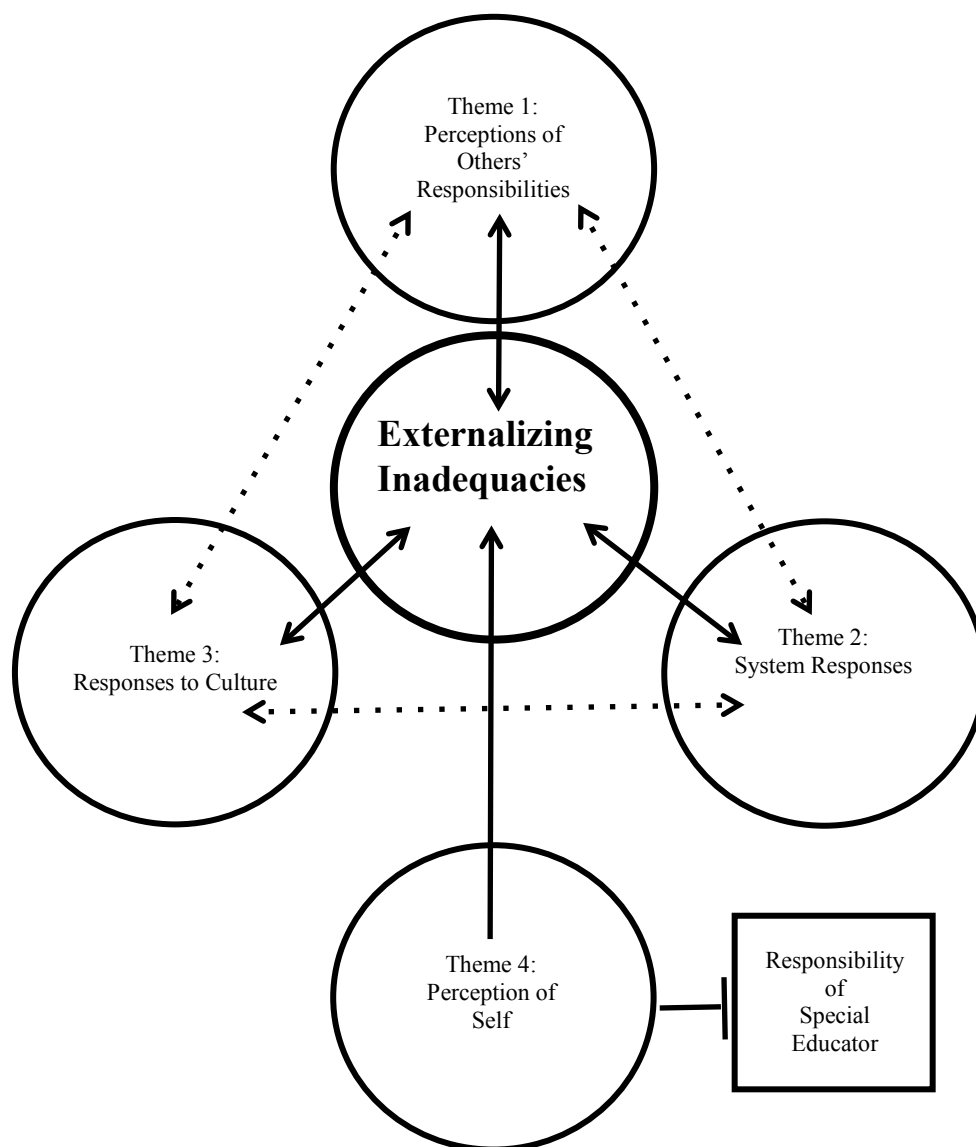 Theme 1:
Perceptions of
Others’
Responsibilities
Externalizing
Inadequacies
Theme 3:
Responses to Culture
Theme 2:
System Responses
Theme 4:
Perception of
Self
Responsibility
of
Special
Educator